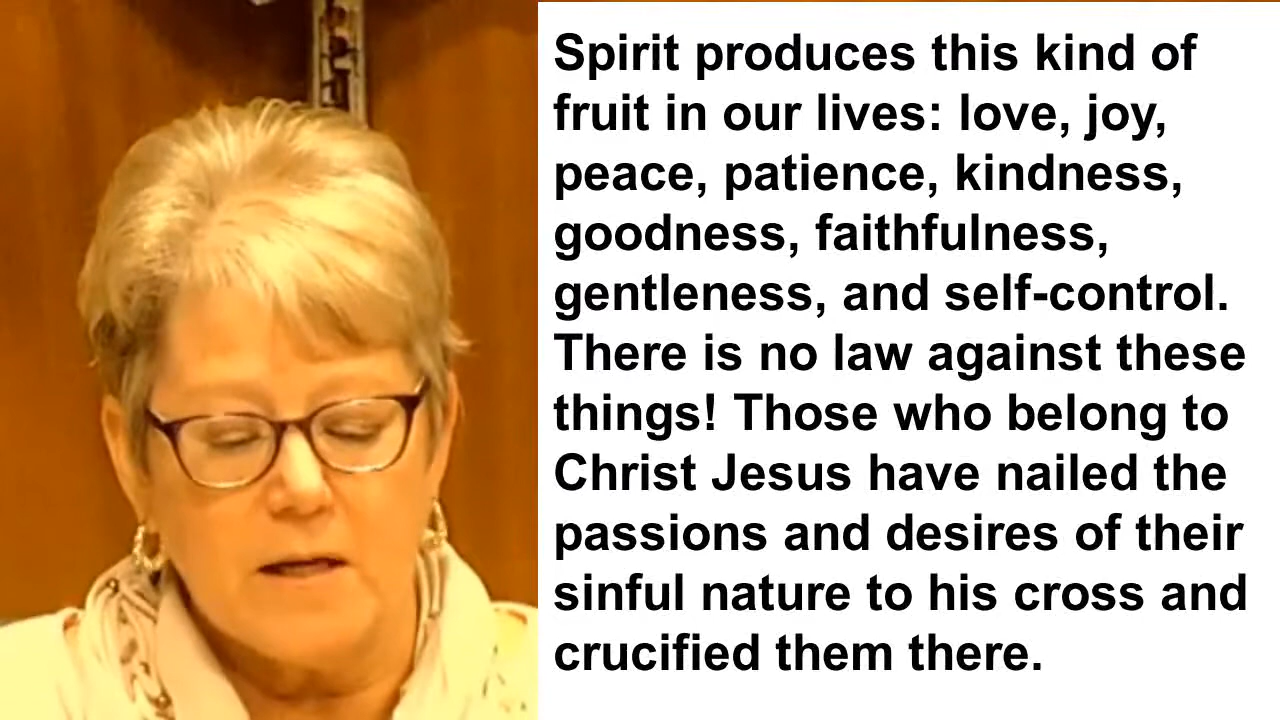 Spirit produces this kind of
fruit in our lives: love, joy,
peace, patience, kindness,
goodness, faithfulness,
gentleness, and self-control.
There is no law against these
things! Those who belong to
Christ Jesus have nailed the
passions and desires of their
sinful nature to his cross and
crucified them there.